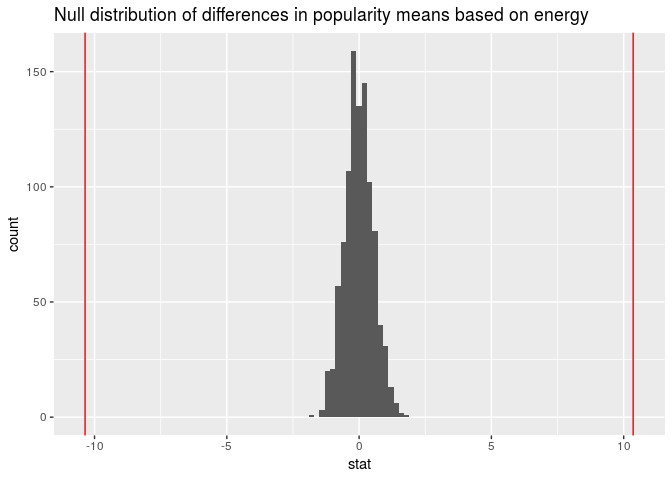 Null distribution of differences in popularity means based on energy
150
100
50
0
count
-10 -5 0 5 10
stat